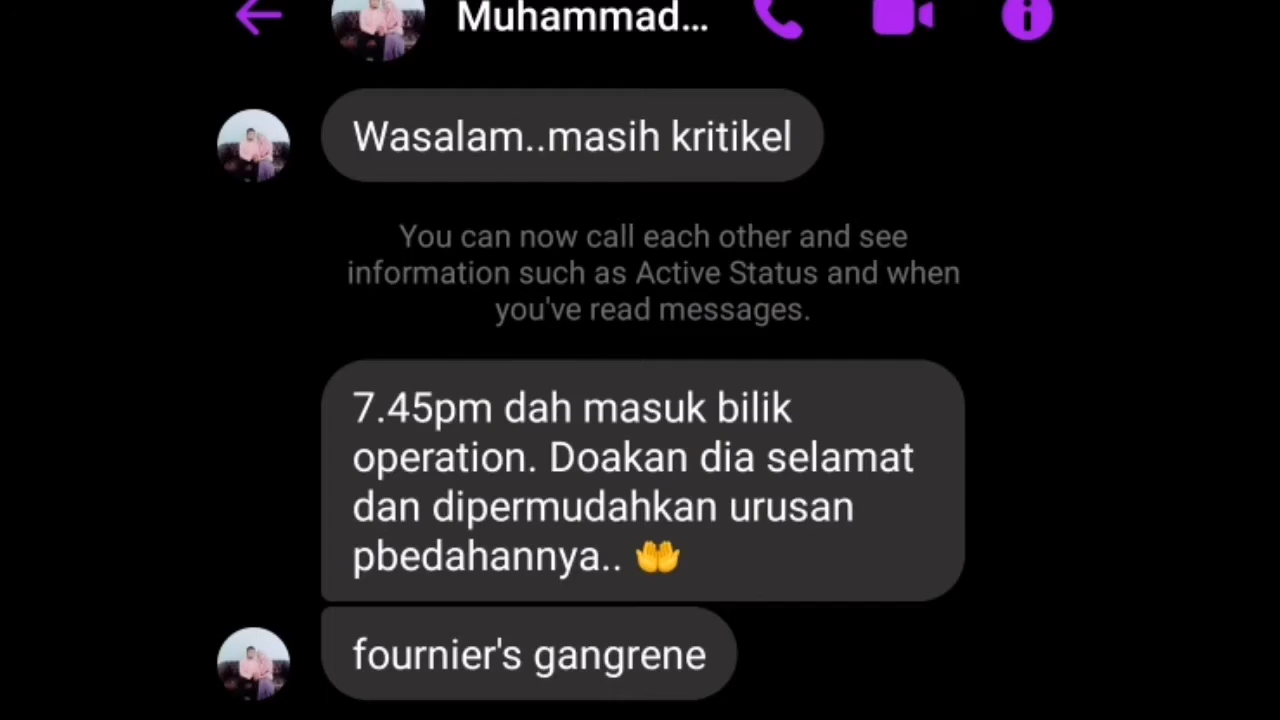 Muhammad...
Wasalam..masih kritikel
You can now call each other and see
information such as Active Status and when
you've read messages.
7.45pm dah masuk bilik
operation. Doakan dia selamat
dan dipermudahkan urusan
pbedahannya.. 🤲
fournier's gangrene